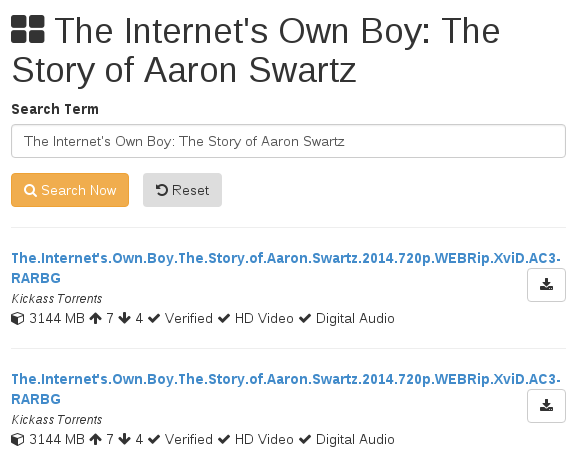 The Internet's Own Boy: The
Story of Aaron Swartz
Search Term
The Internet's Own Boy: The Story of Aaron Swartz
Search Now Reset
The.Internet's.Own.Boy.The.Story.of.Aaron.Swartz.2014.720p.WEBRip.XviD.AC3-
RARBG
Kickass Torrents
3144 MB 7 4 Verified HD Video Digital Audio
The.Internet's.Own.Boy.The.Story.of.Aaron.Swartz.2014.720p.WEBRip.XviD.AC3-
RARBG
Kickass Torrents
3144 MB 7 4 Verified HD Video Digital Audio